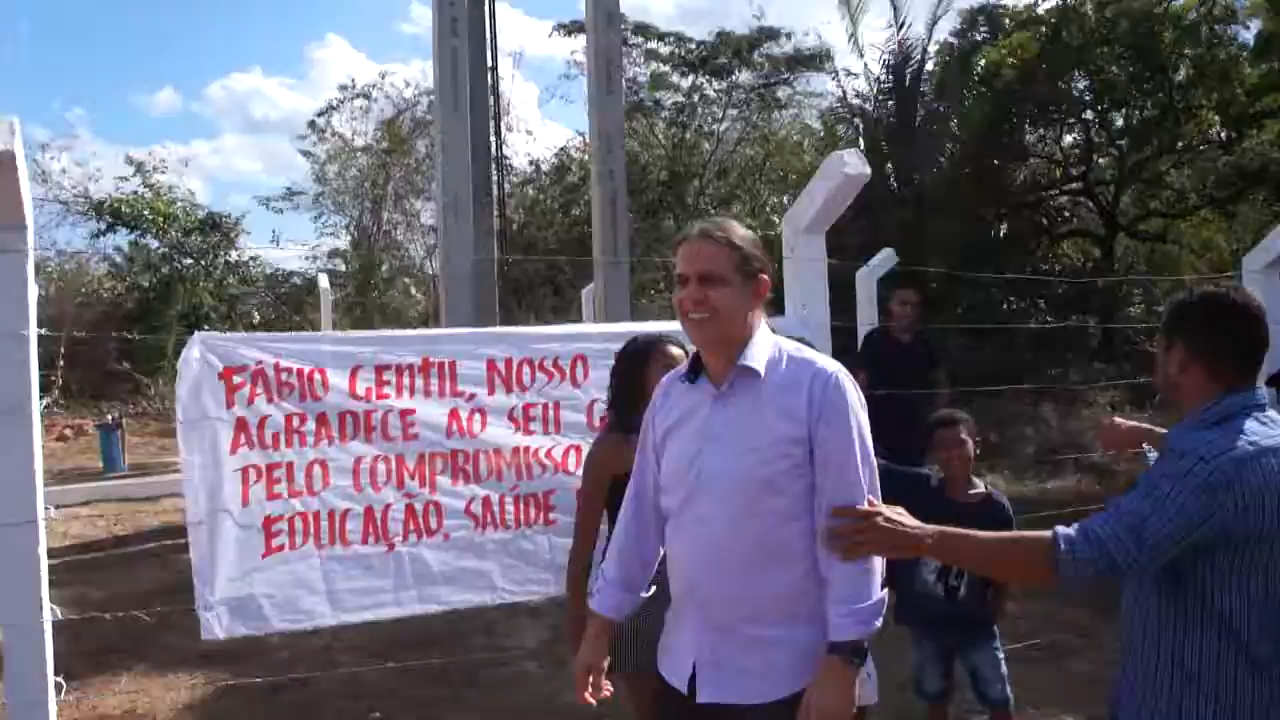 FÁBIO GENTIL, NOSSO
AGRADECE AO SEU
PELO COMPROMISSO
EDUCAÇÃO, SAÚDE